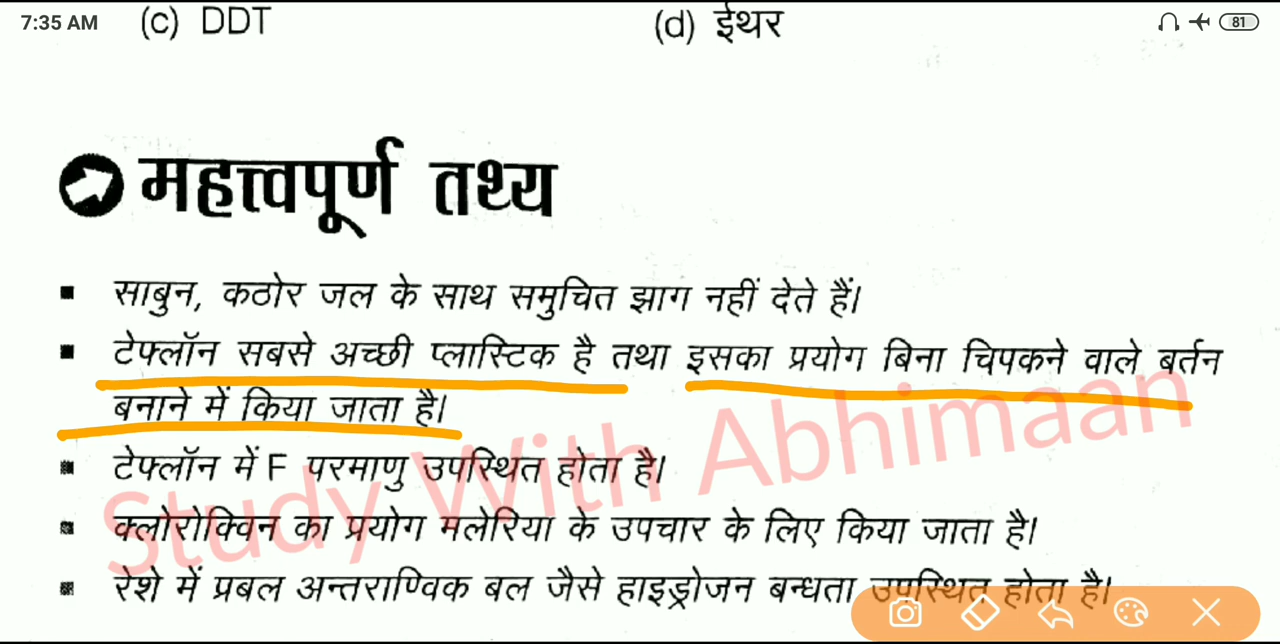 7:35 AM (c) DDT (d) ईथर 81
महत्त्वपूर्ण तथ्य
▪ साबुन, कठोर जल के साथ समुचित झाग नहीं देते हैं।
▪ टेफ्लॉन सबसे अच्छी प्लास्टिक है तथा इसका प्रयोग बिना चिपकने वाले बर्तन
बनाने में किया जाता है।
▪ टेफ्लॉन में F परमाणु उपस्थित होता है।
▪ क्लोरोक्विन का प्रयोग मलेरिया के उपचार के लिए किया जाता है।
▪ रेशे में प्रबल अन्तराण्विक बल जैसे हाइड्रोजन बन्धता उपस्थित होता है।
Study With Abhimaan